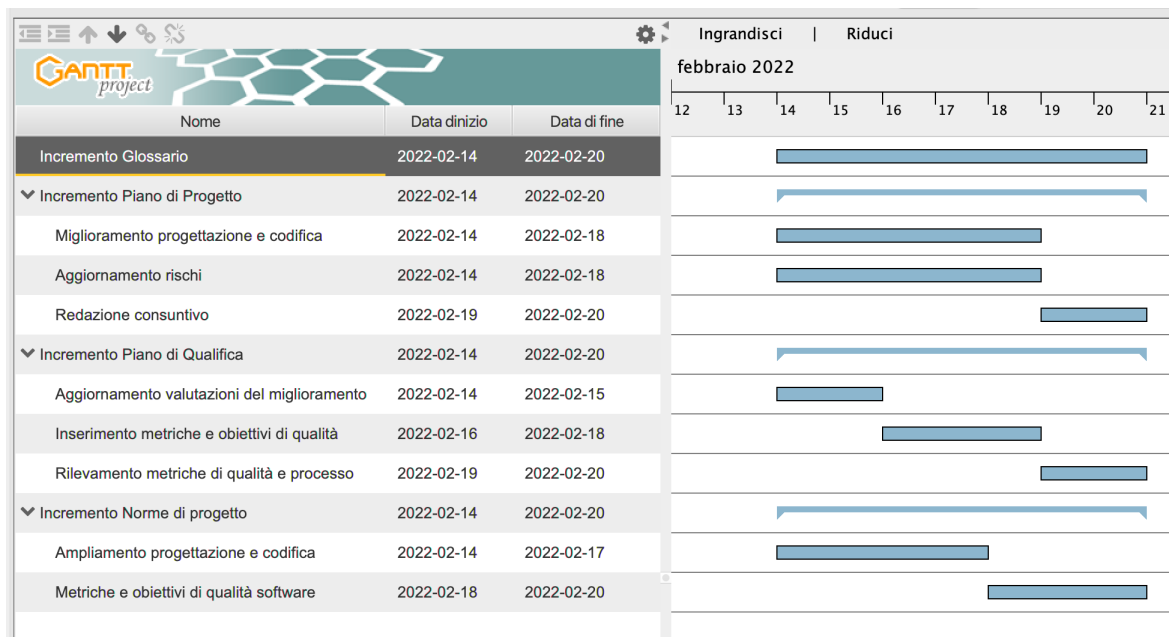 Ingrandisci | Riduci
GANTT project
febbraio 2022
12 13 14 15 16 17 18 19 20 21
Nome Data dinizio Data di fine
Incremento Glossario 2022-02-14 2022-02-20
Incremento Piano di Progetto 2022-02-14 2022-02-20
Miglioramento progettazione e codifica 2022-02-14 2022-02-18
Aggiornamento rischi 2022-02-14 2022-02-18
Redazione consuntivo 2022-02-19 2022-02-20
Incremento Piano di Qualifica 2022-02-14 2022-02-20
Aggiornamento valutazioni del miglioramento 2022-02-14 2022-02-15
Inserimento metriche e obiettivi di qualità 2022-02-16 2022-02-18
Rilevamento metriche di qualità e processo 2022-02-19 2022-02-20
Incremento Norme di progetto 2022-02-14 2022-02-20
Ampliamento progettazione e codifica 2022-02-14 2022-02-17
Metriche e obiettivi di qualità software 2022-02-18 2022-02-20